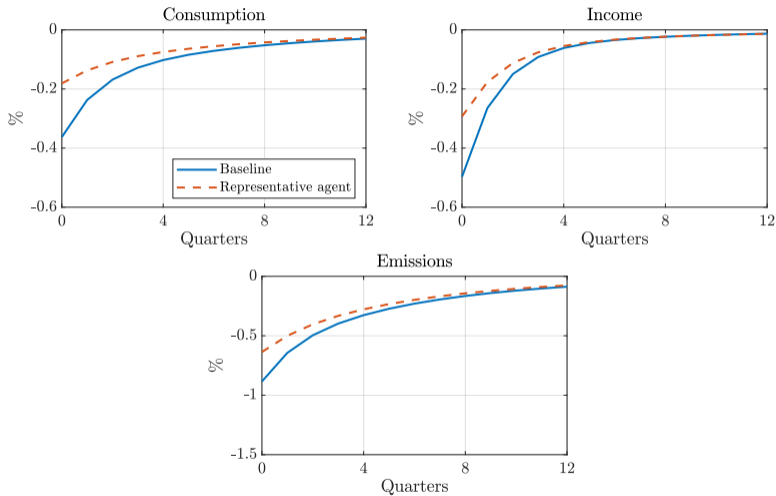 Consumption
0
-0.2
-0.4
-0.6
%
Baseline
Representative agent
0 4 8 12
Quarters
Income
0
-0.2
-0.4
-0.6
%
0 4 8 12
Quarters
Emissions
0
-0.5
-1
-1.5
%
0 4 8 12
Quarters